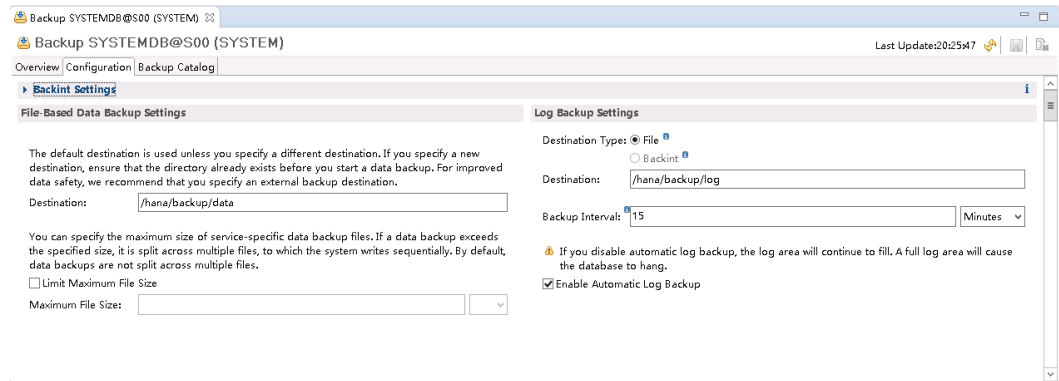 Backup SYSTEMDB@S00 (SYSTEM)
Backup SYSTEMDB@S00 (SYSTEM)
Last Update:20:25:47
Overview Configuration Backup Catalog
Backint Settings
File-Based Data Backup Settings
The default destination is used unless you specify a different destination. If you specify a new
destination, ensure that the directory already exists before you start a data backup. For improved
data safety, we recommend that you specify an external backup destination.
Destination: /hana/backup/data
You can specify the maximum size of service-specific data backup files. If a data backup exceeds
the specified size, it is split across multiple files, to which the system writes sequentially. By default,
data backups are not split across multiple files.
Limit Maximum File Size
Maximum File Size:
Log Backup Settings
Destination Type: File
Backint
Destination: /hana/backup/log
Backup Interval: 15 Minutes
If you disable automatic log backup, the log area will continue to fill. A full log area will cause
the database to hang.
Enable Automatic Log Backup